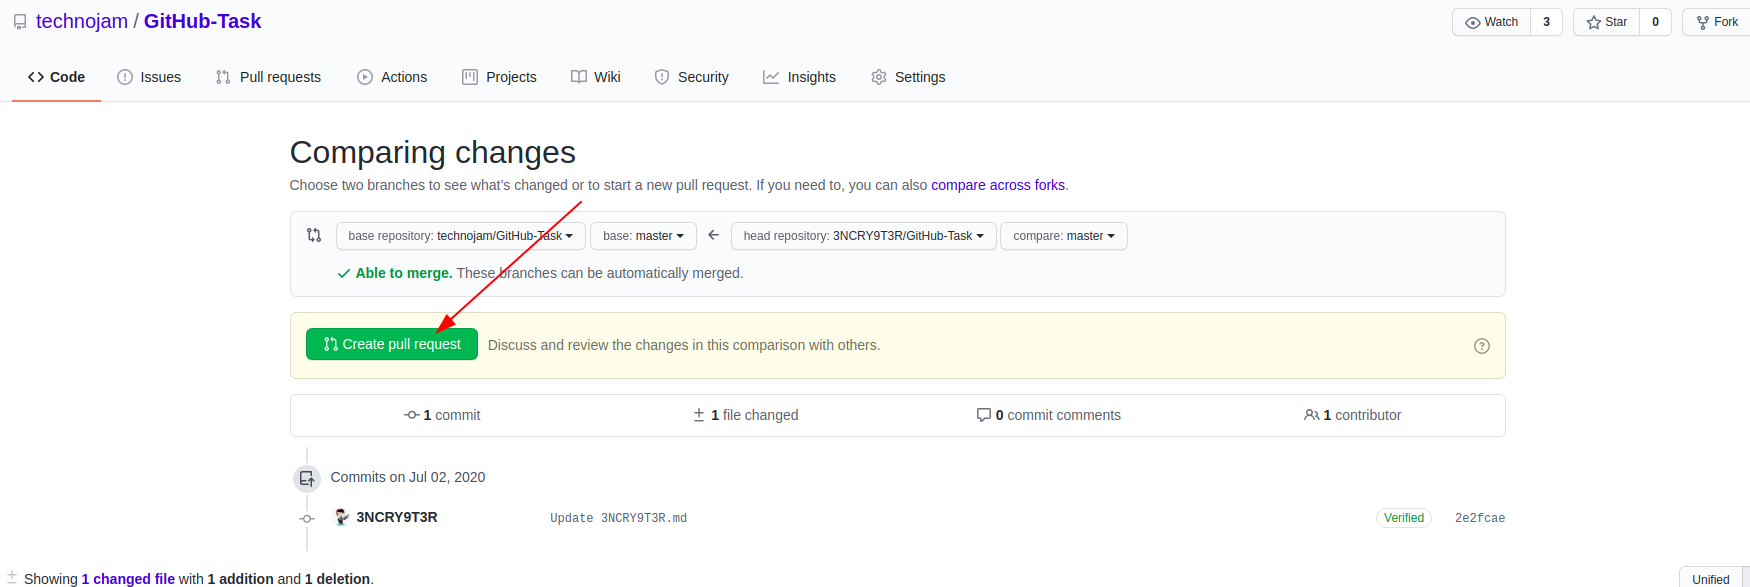 technojam / GitHub-Task
Watch 3 Star 0 Fork
Code Issues Pull requests Actions Projects Wiki Security Insights Settings
Comparing changes
Choose two branches to see what’s changed or to start a new pull request. If you need to, you can also compare across forks.
base repository: technojam/GitHub-Task base: master head repository: 3NCRY9T3R/GitHub-Task compare: master
Able to merge. These branches can be automatically merged.
Create pull request Discuss and review the changes in this comparison with others.
1 commit 1 file changed 0 commit comments 1 contributor
Commits on Jul 02, 2020
3NCRY9T3R Update 3NCRY9T3R.md Verified 2e2fcae
Showing 1 changed file with 1 addition and 1 deletion. Unified